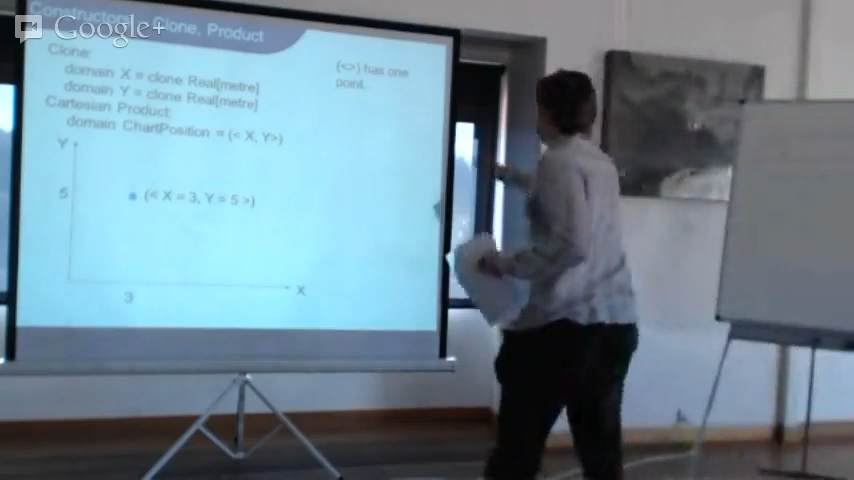 Google+
Constructors: Clone, Product
Clone:
domain X = clone Real[metre]
domain Y = clone Real[metre]
Cartesian Product:
domain ChartPosition = (< X, Y>)
(<>) has one
point.
Y
5
(< X = 3, Y = 5 >)
X
3